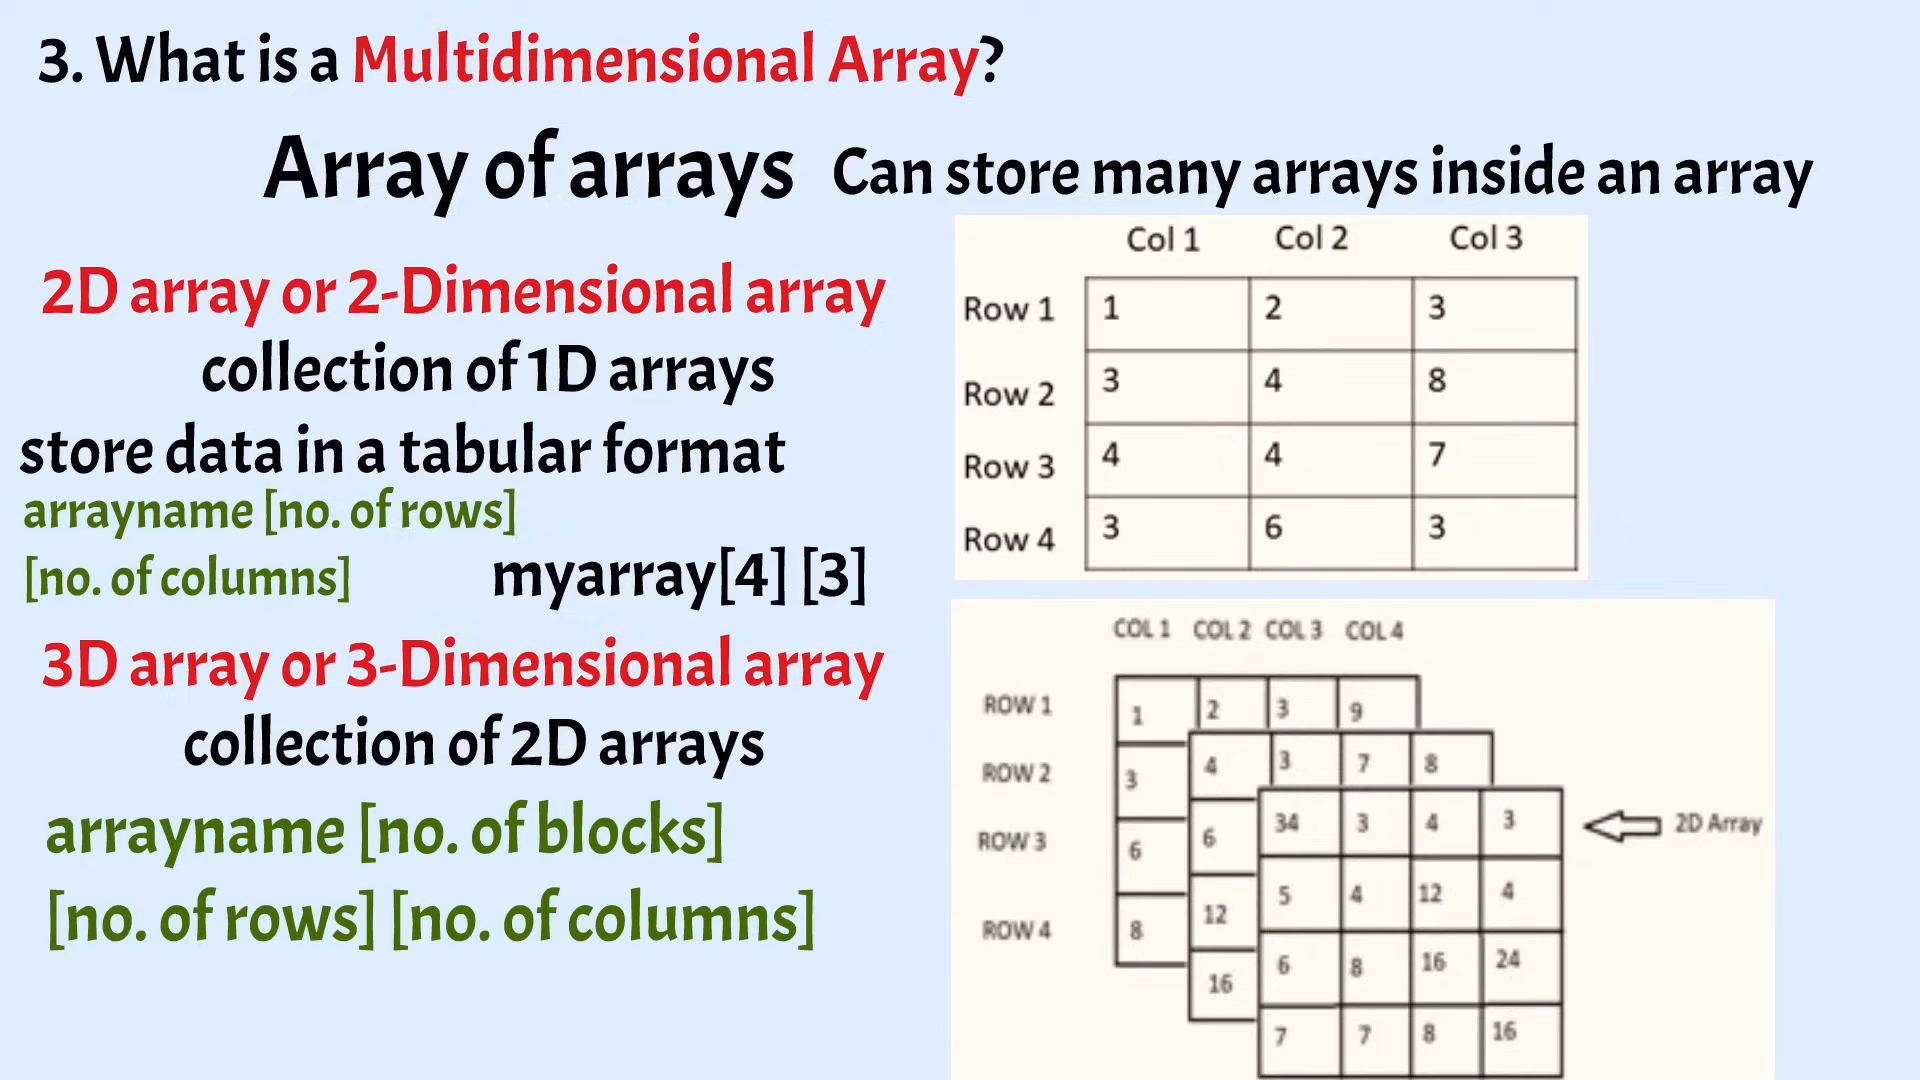 3. What is a Multidimensional Array?
Array of arrays Can store many arrays inside an array
2D array or 2-Dimensional array
collection of 1D arrays
store data in a tabular format
arrayname [no. of rows]
[no. of columns] myarray[4] [3]
3D array or 3-Dimensional array
collection of 2D arrays
arrayname [no. of blocks]
[no. of rows] [no. of columns]
Col 1 Col 2 Col 3
Row 1 1 2 3
Row 2 3 4 8
Row 3 4 4 7
Row 4 3 6 3
COL 1 COL 2 COL 3 COL 4
ROW 1 1 2 3 9
ROW 2 3 4 3 7 8
ROW 3 6 6 34 3 4 3 2D Array
ROW 4 8 12 5 4 12 4
16 6 8 16 24
7 7 8 16